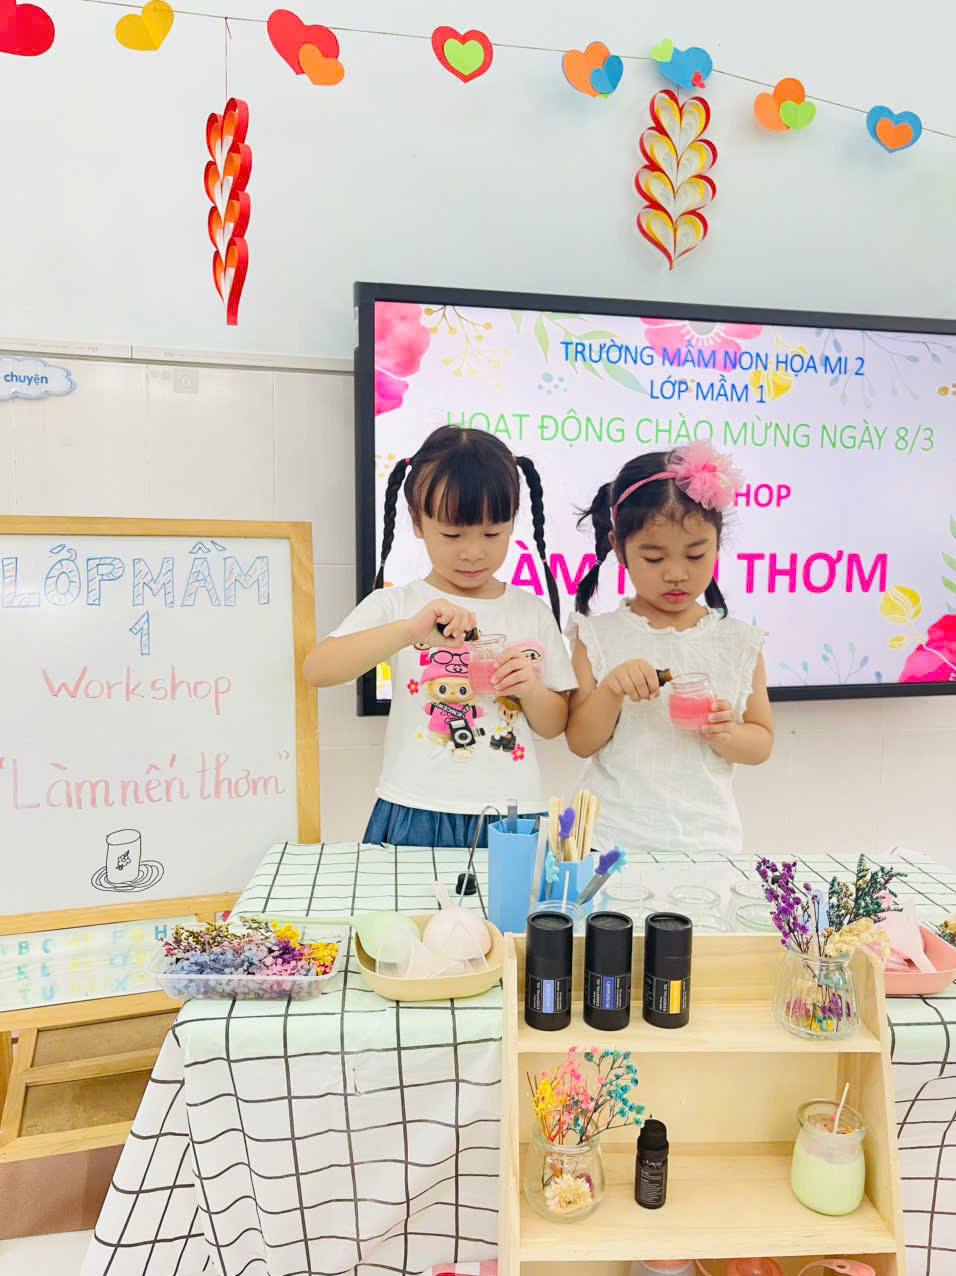 chuyện
TRƯỜNG MẦM NON HỌA MI 2
LỚP MẦM 1
HOẠT ĐỘNG CHÀO MỪNG NGÀY 8/3
HOP
ÀM THƠM
LỚP MẦM
1
Workshop
"Làm nến thơm"
ROSEMARY